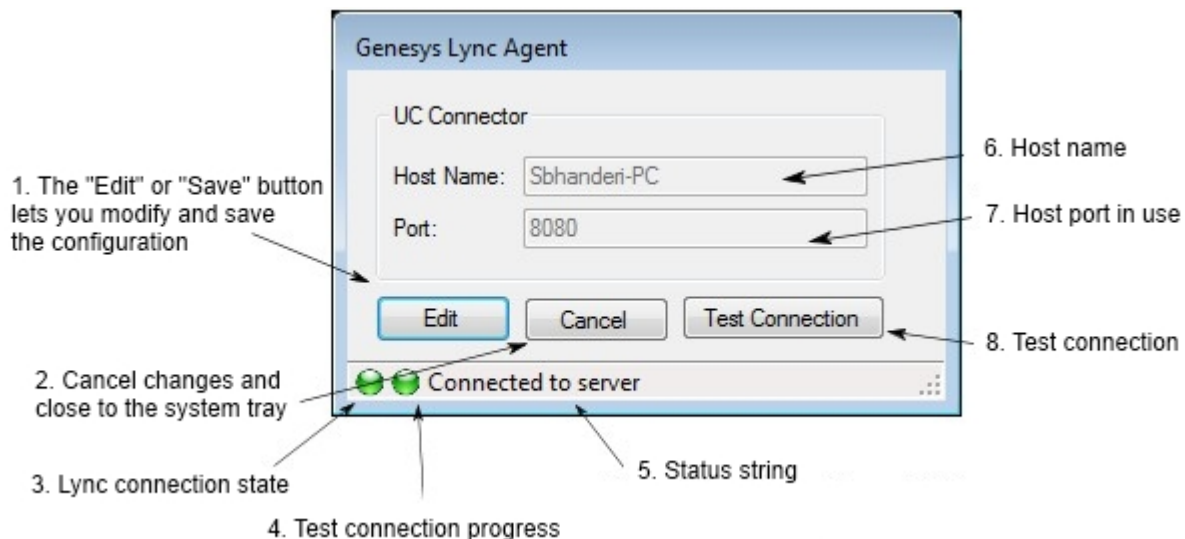 Genesys Lync Agent
UC Connector
Host Name: Sbhanderi-PC
Port: 8080
Edit Cancel Test Connection
Connected to server
1. The "Edit" or "Save" button
lets you modify and save
the configuration
2. Cancel changes and
close to the system tray
3. Lync connection state
4. Test connection progress
5. Status string
6. Host name
7. Host port in use
8. Test connection